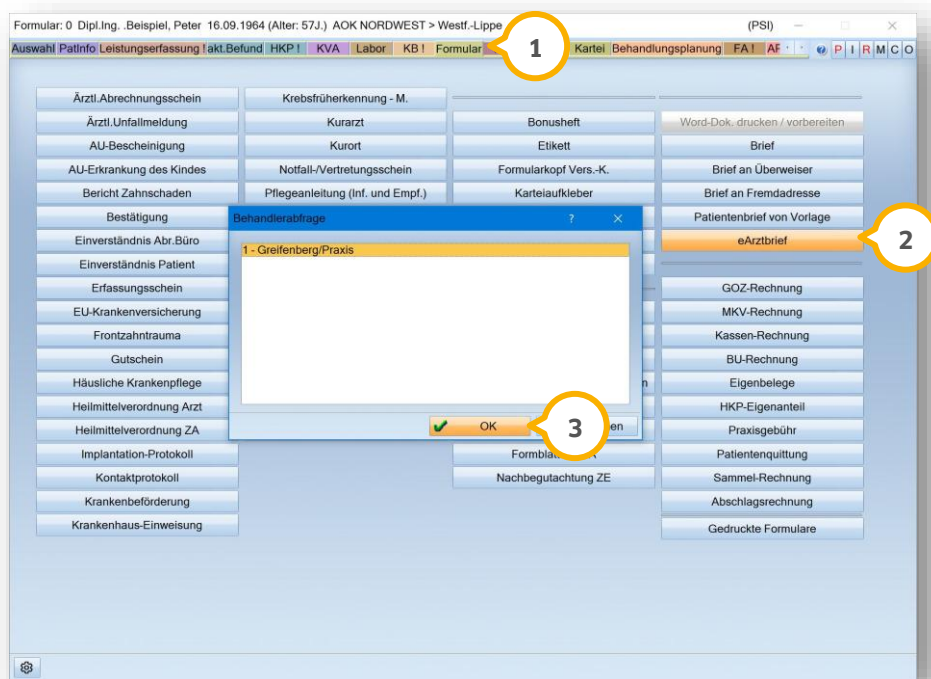 Formular: 0 Dipl.Ing. .Beispiel, Peter 16.09.1964 (Alter: 57J.) AOK NORDWEST > Westf.-Lippe (PSI)
Auswahl PatInfo Leistungserfassung ! akt.Befund HKP ! KVA Labor KB ! Formular Kartei Behandlungsplanung FA ! P I R M C O
1
Ärztl.Abrechnungsschein
Ärztl.Unfallmeldung
AU-Bescheinigung
AU-Erkrankung des Kindes
Bericht Zahnschaden
Bestätigung
Einverständnis Abr.Büro
Einverständnis Patient
Erfassungsschein
EU-Krankenversicherung
Frontzahntrauma
Gutschein
Häusliche Krankenpflege
Heilmittelverordnung Arzt
Heilmittelverordnung ZA
Implantation-Protokoll
Kontaktprotokoll
Krankenbeförderung
Krankenhaus-Einweisung
Krebsfrüherkennung - M.
Kurarzt
Kurort
Notfall-/Vertretungsschein
Pflegeanleitung (Inf. und Empf.)
Bonusheft
Etikett
Formularkopf Vers.-K.
Karteiaufkleber
Nachbegutachtung ZE
Word-Dok. drucken / vorbereiten
Brief
Brief an Überweiser
Brief an Fremdadresse
Patientenbrief von Vorlage
eArztbrief
2
GOZ-Rechnung
MKV-Rechnung
Kassen-Rechnung
BU-Rechnung
Eigenbelege
HKP-Eigenanteil
Praxisgebühr
Patientenquittung
Sammel-Rechnung
Abschlagsrechnung
Gedruckte Formulare
Behandlerabfrage ?
1 - Greifenberg/Praxis
OK
3